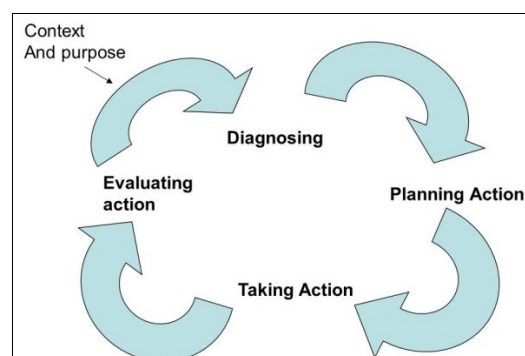 Context
And purpose
Diagnosing
Evaluating
action
Planning Action
Taking Action